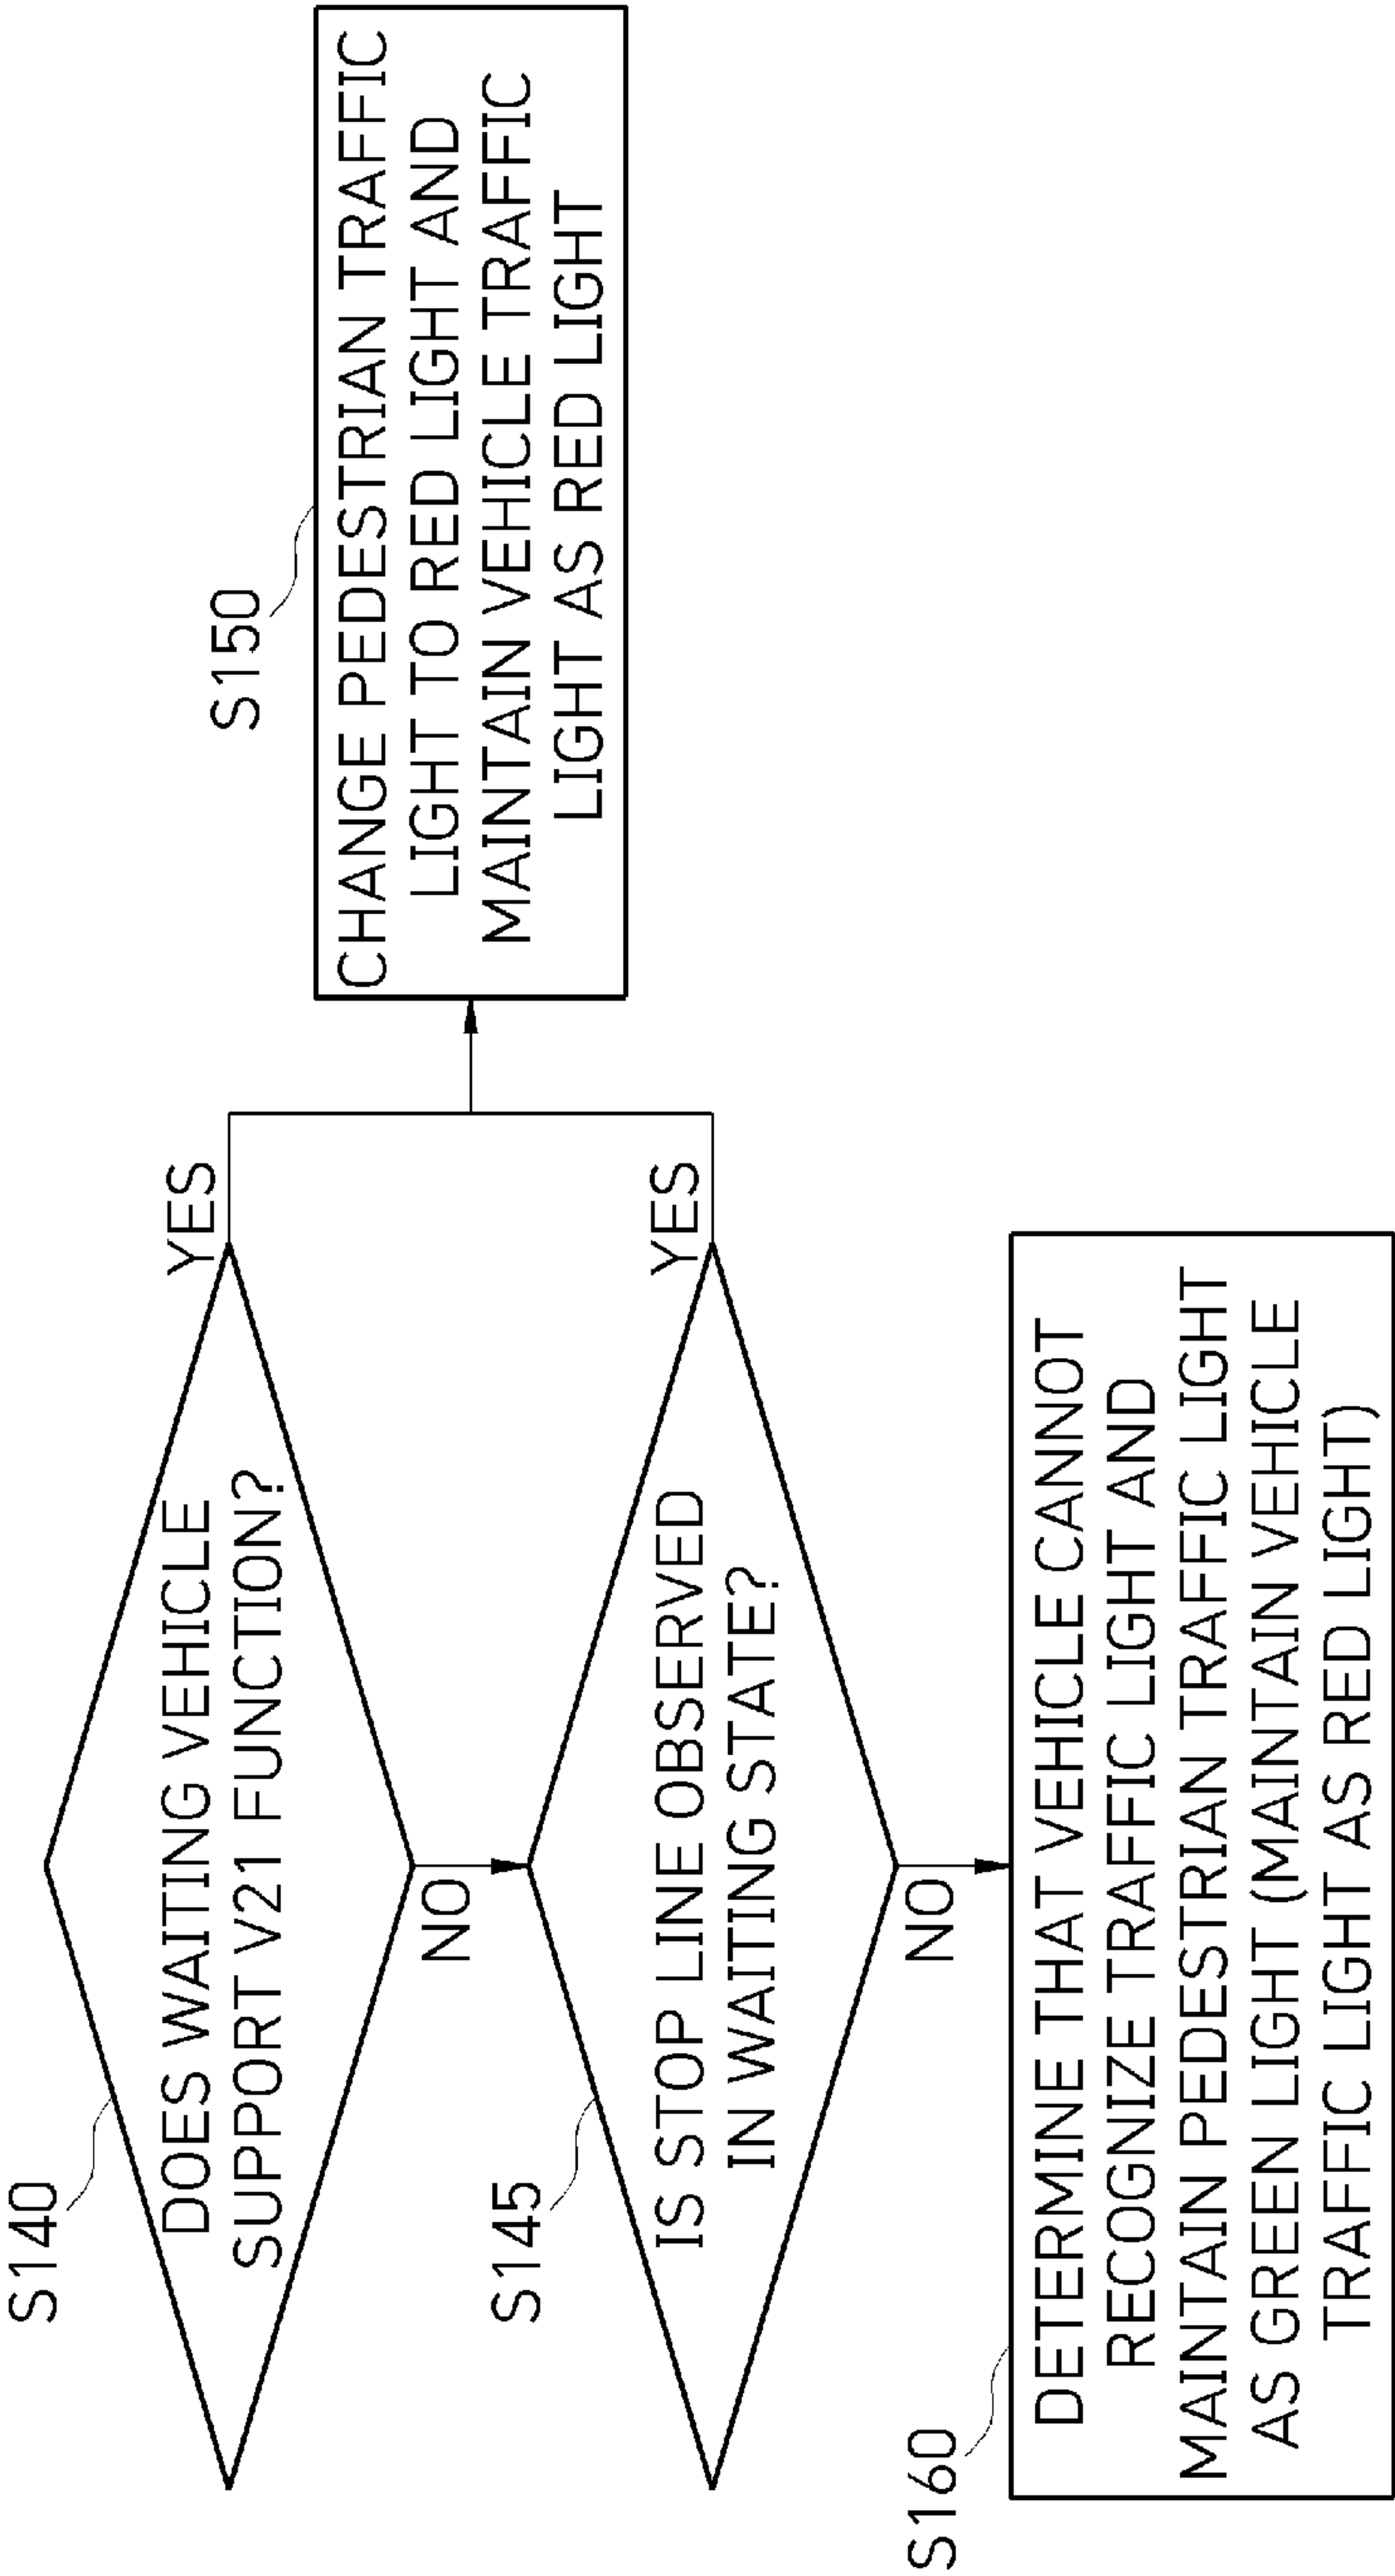 S140
DOES WAITING VEHICLE
SUPPORT V21 FUNCTION?
YES
NO
S145
IS STOP LINE OBSERVED
IN WAITING STATE?
YES
NO
S150
CHANGE PEDESTRIAN TRAFFIC
LIGHT TO RED LIGHT AND
MAINTAIN VEHICLE TRAFFIC
LIGHT AS RED LIGHT
S160
DETERMINE THAT VEHICLE CANNOT
RECOGNIZE TRAFFIC LIGHT AND
MAINTAIN PEDESTRIAN TRAFFIC LIGHT
AS GREEN LIGHT (MAINTAIN VEHICLE
TRAFFIC LIGHT AS RED LIGHT)